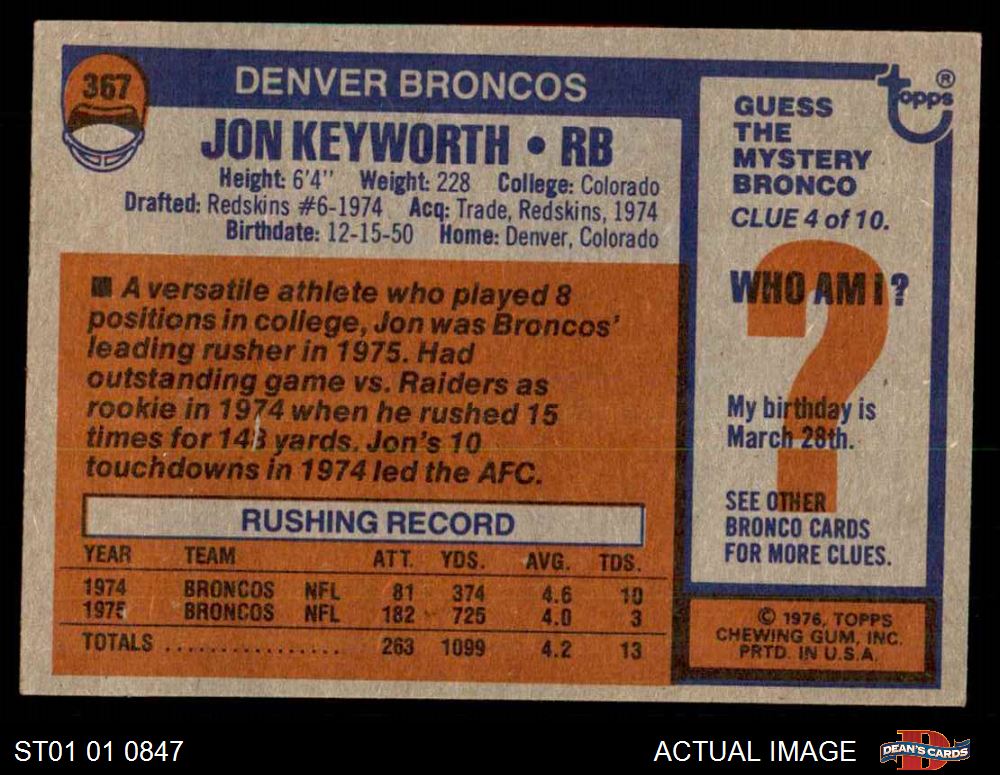 367
DENVER BRONCOS
JON KEYWORTH • RB
Height: 6'4" Weight: 228 College: Colorado
Drafted: Redskins #6-1974 Acq: Trade, Redskins, 1974
Birthdate: 12-15-50 Home: Denver, Colorado
■ A versatile athlete who played 8
positions in college, Jon was Broncos'
leading rusher in 1975. Had
outstanding game vs. Raiders as
rookie in 1974 when he rushed 15
times for 148 yards. Jon's 10
touchdowns in 1974 led the AFC.
RUSHING RECORD
YEAR TEAM ATT. YDS. AVG. TDS.
1974 BRONCOS NFL 81 374 4.6 10
1975 BRONCOS NFL 182 725 4.0 3
TOTALS ................ 263 1099 4.2 13
topps®
GUESS
THE
MYSTERY
BRONCO
CLUE 4 of 10.
WHO AM I?
?
My birthday is
March 28th.
SEE OTHER
BRONCO CARDS
FOR MORE CLUES.
© 1976, TOPPS
CHEWING GUM, INC.
PRTD. IN U.S.A.
ST01 01 0847
ACTUAL IMAGE
DEAN'S CARDS